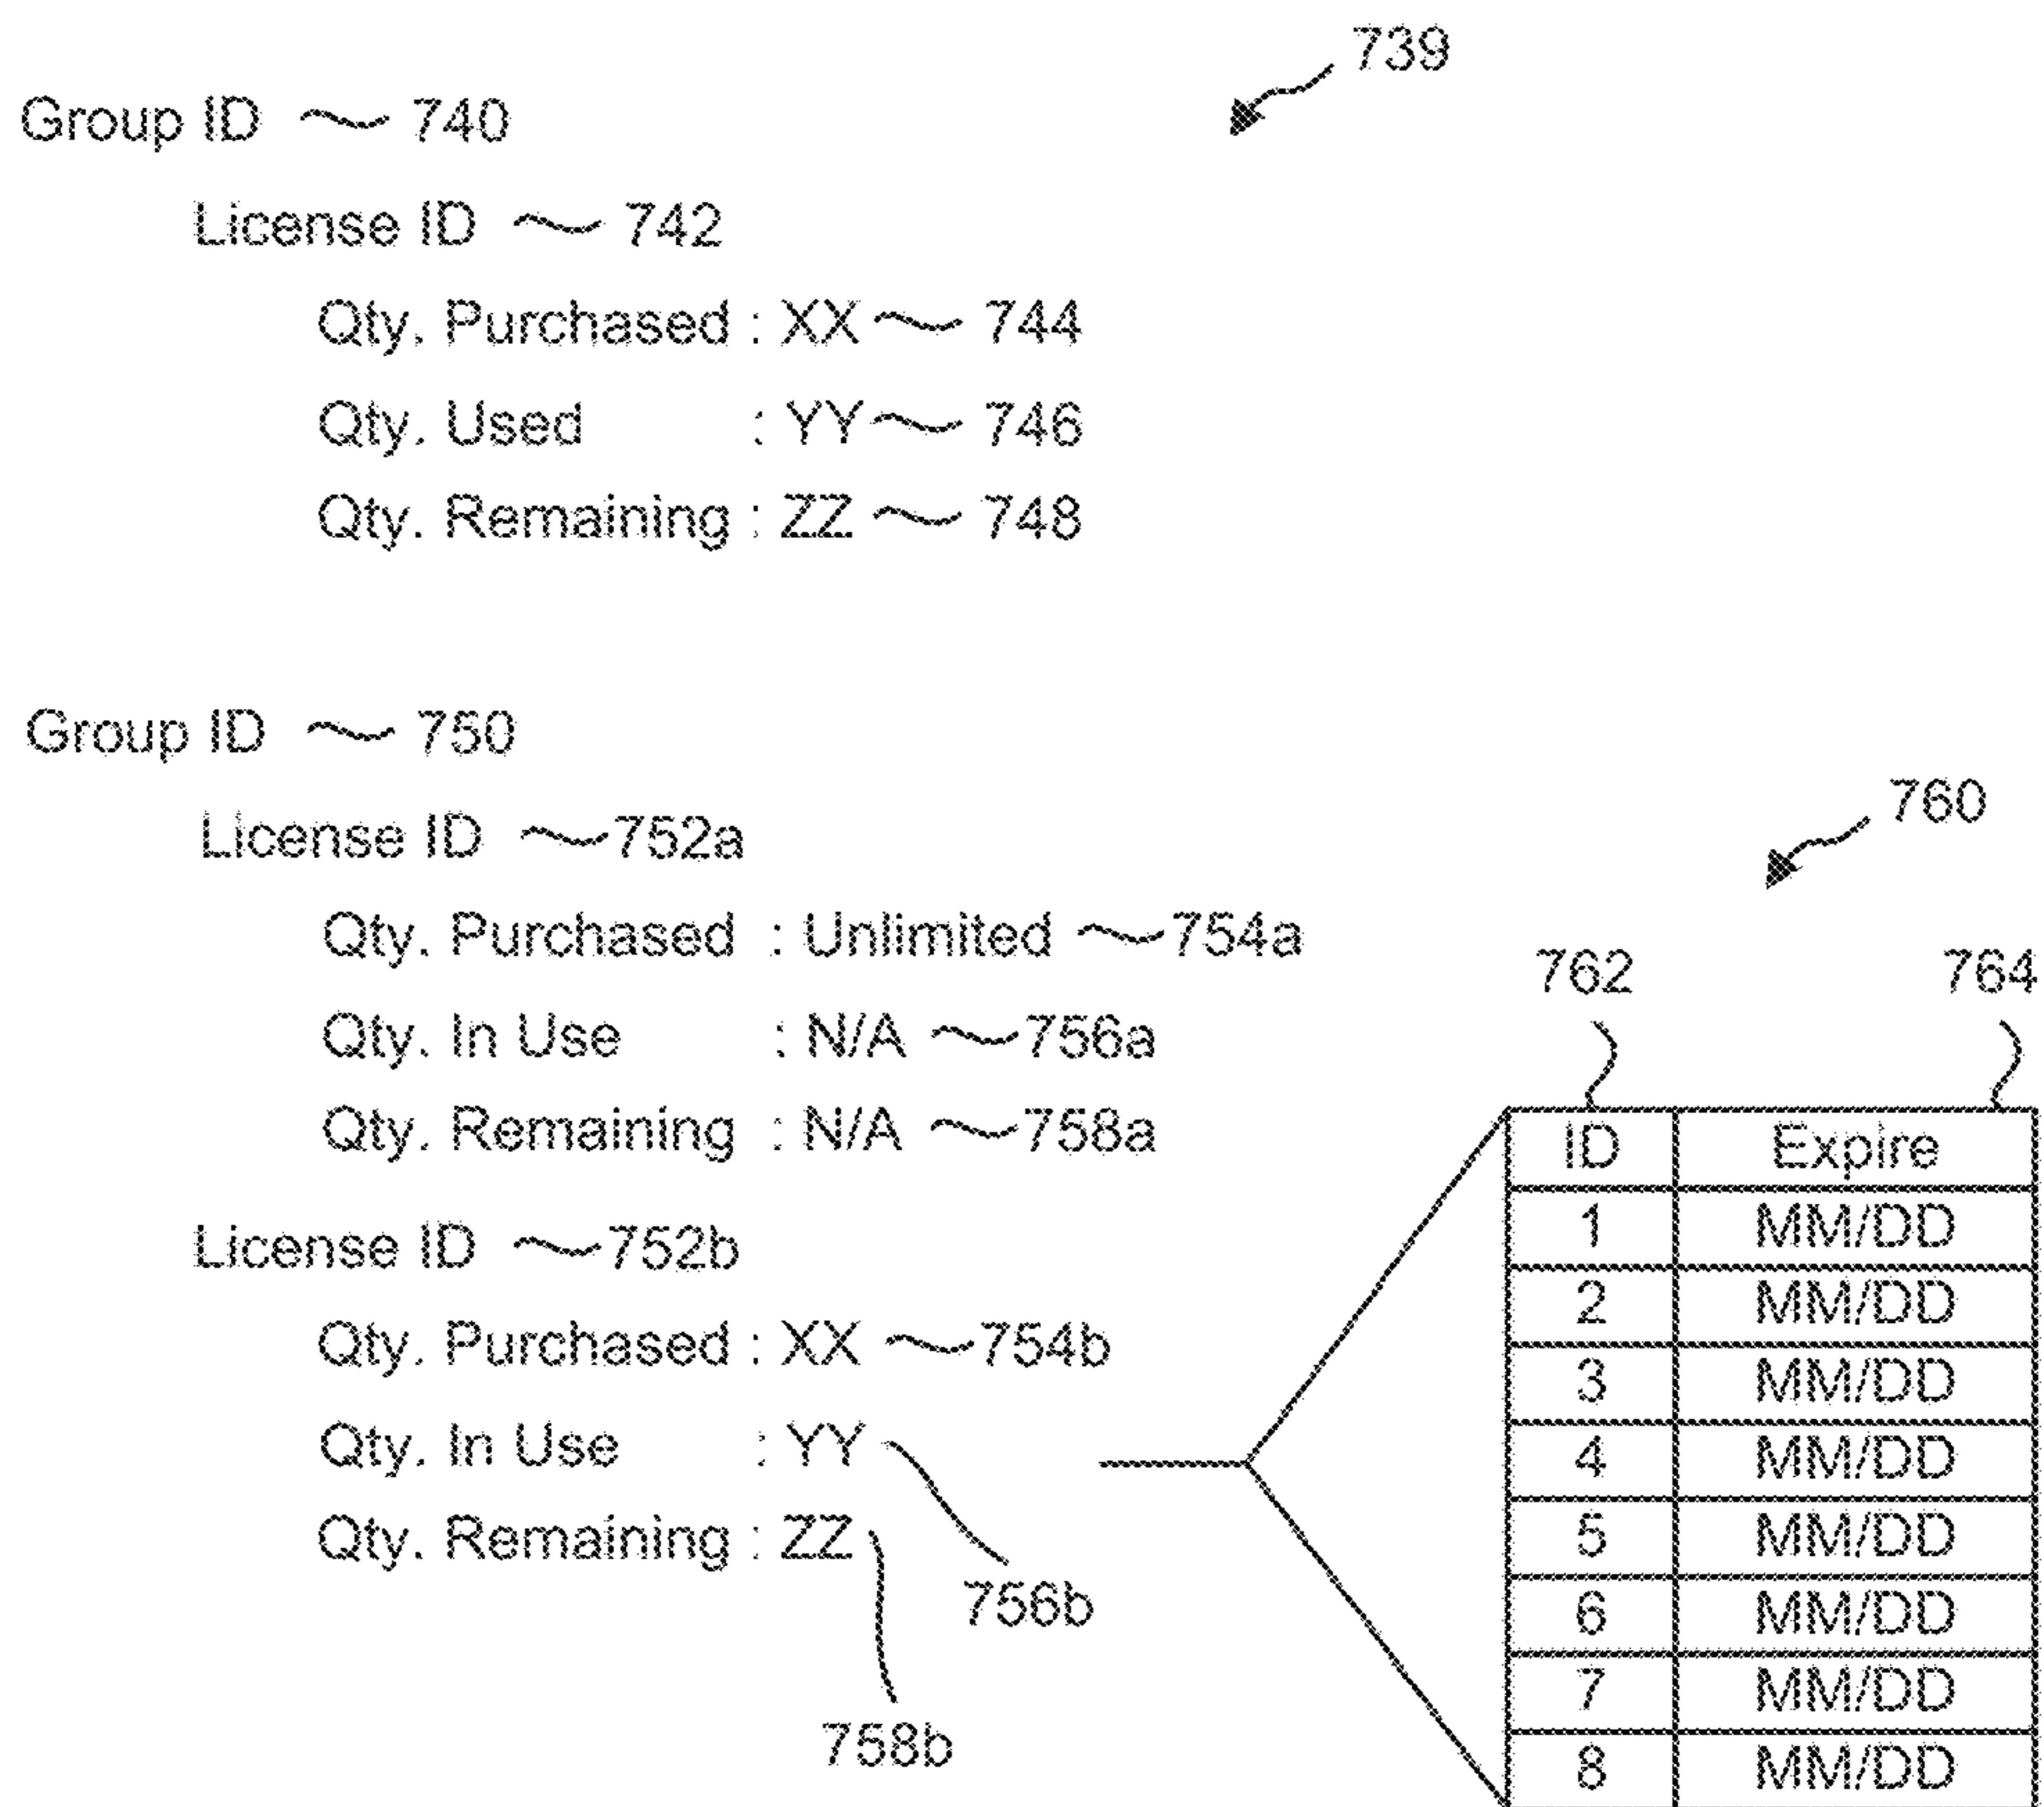 739
Group ID 740
License ID 742
Qty. Purchased : XX 744
Qty. Used : YY 746
Qty. Remaining : ZZ 748
Group ID 750
License ID 752a
Qty. Purchased : Unlimited 754a
Qty. In Use : N/A 756a
Qty. Remaining : N/A 758a
License ID 752b
Qty. Purchased : XX 754b
Qty. In Use : YY
756b
Qty. Remaining : ZZ
758b
760
762 764
ID Expire
1 MM/DD
2 MM/DD
3 MM/DD
4 MM/DD
5 MM/DD
6 MM/DD
7 MM/DD
8 MM/DD